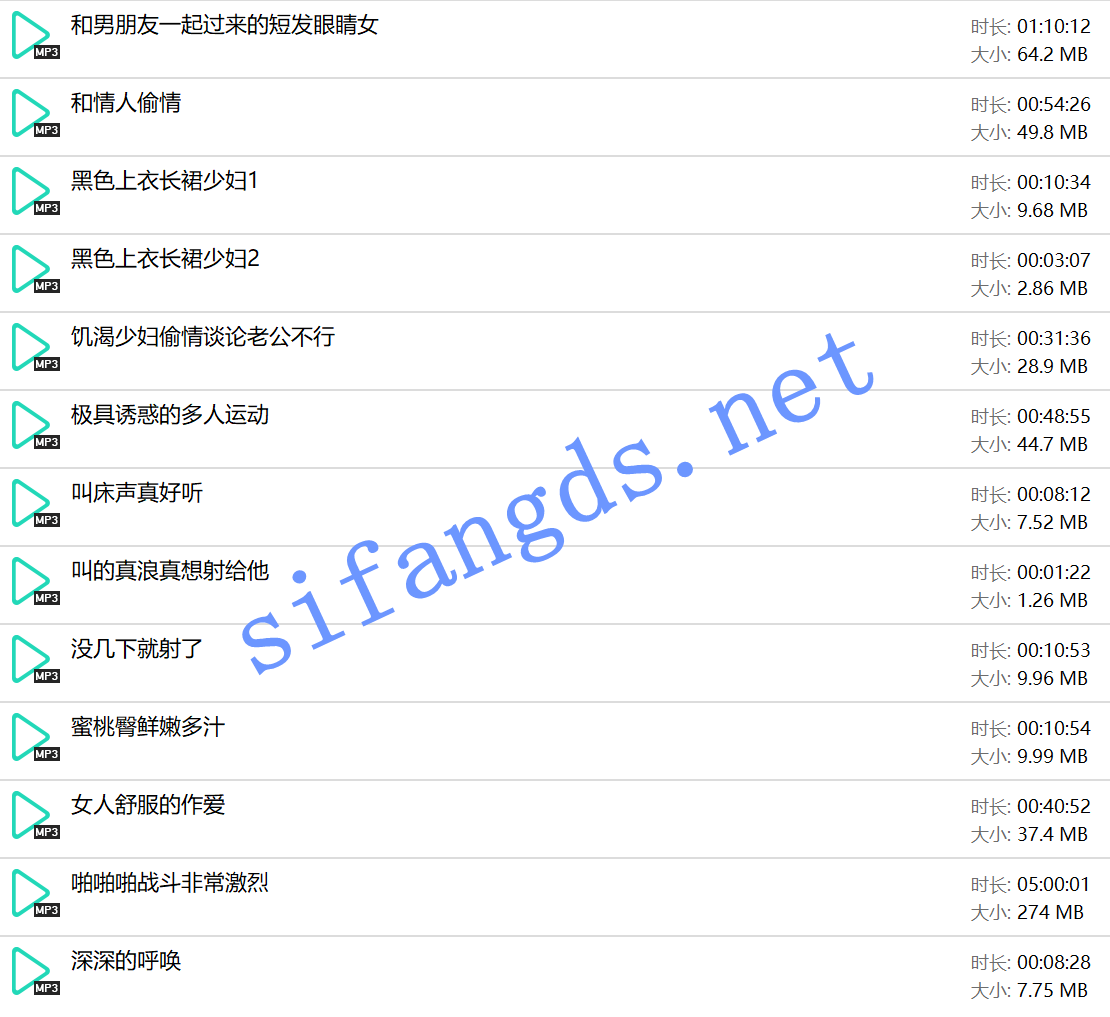 和男朋友一起过来的短发眼睛女
时长: 01:10:12
大小: 64.2 MB
MP3
和情人偷情
时长: 00:54:26
大小: 49.8 MB
MP3
黑色上衣长裙少妇1
时长: 00:10:34
大小: 9.68 MB
MP3
黑色上衣长裙少妇2
时长: 00:03:07
大小: 2.86 MB
MP3
饥渴少妇偷情谈论老公不行
时长: 00:31:36
大小: 28.9 MB
MP3
极具诱惑的多人运动
时长: 00:48:55
大小: 44.7 MB
MP3
叫床声真好听
时长: 00:08:12
大小: 7.52 MB
MP3
叫的真浪真想射给他
时长: 00:01:22
大小: 1.26 MB
MP3
没几下就射了
时长: 00:10:53
大小: 9.96 MB
MP3
蜜桃臀鲜嫩多汁
时长: 00:10:54
大小: 9.99 MB
MP3
女人舒服的作爱
时长: 00:40:52
大小: 37.4 MB
MP3
啪啪啪战斗非常激烈
时长: 05:00:01
大小: 274 MB
MP3
深深的呼唤
时长: 00:08:28
大小: 7.75 MB
MP3
sifangds.net